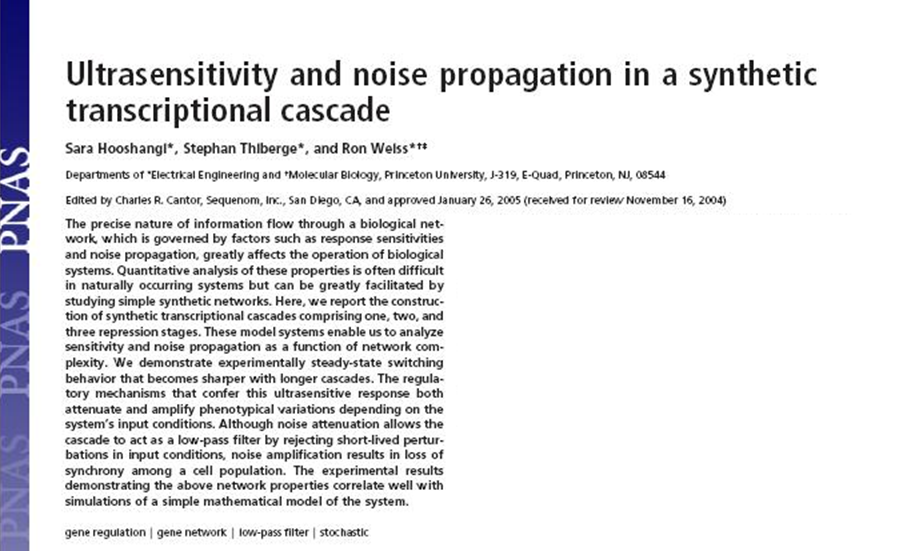 Ultrasensitivity and noise propagation in a synthetic
transcriptional cascade
Sara Hooshangi*, Stephan Thiberge*, and Ron Weiss*†‡
Departments of *Electrical Engineering and †Molecular Biology, Princeton University, J-319, E-Quad, Princeton, NJ, 08544
Edited by Charles R. Cantor, Sequenom, Inc., San Diego, CA, and approved January 26, 2005 (received for review November 16, 2004)
The precise nature of information flow through a biological net-
work, which is governed by factors such as response sensitivities
and noise propagation, greatly affects the operation of biological
systems. Quantitative analysis of these properties is often difficult
in naturally occurring systems but can be greatly facilitated by
studying simple synthetic networks. Here, we report the construc-
tion of synthetic transcriptional cascades comprising one, two, and
three repression stages. These model systems enable us to analyze
sensitivity and noise propagation as a function of network com-
plexity. We demonstrate experimentally steady-state switching
behavior that becomes sharper with longer cascades. The regula-
tory mechanisms that confer this ultrasensitive response both
attenuate and amplify phenotypical variations depending on the
system's input conditions. Although noise attenuation allows the
cascade to act as a low-pass filter by rejecting short-lived pertur-
bations in input conditions, noise amplification results in loss of
synchrony among a cell population. The experimental results
demonstrating the above network properties correlate well with
simulations of a simple mathematical model of the system.
gene regulation | gene network | low-pass filter | stochastic
PNAS
PNAS
PNAS
PNAS